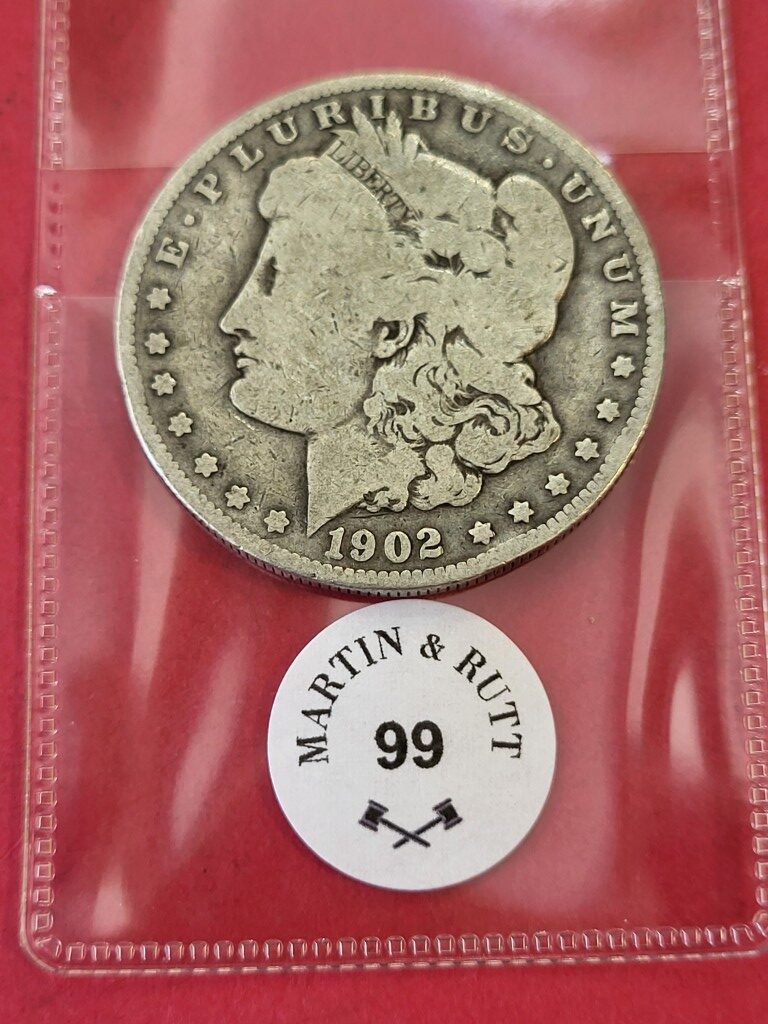 E·PLURIBUS·UNUM
LIBERTY
1902
MARTIN & RUTT
99